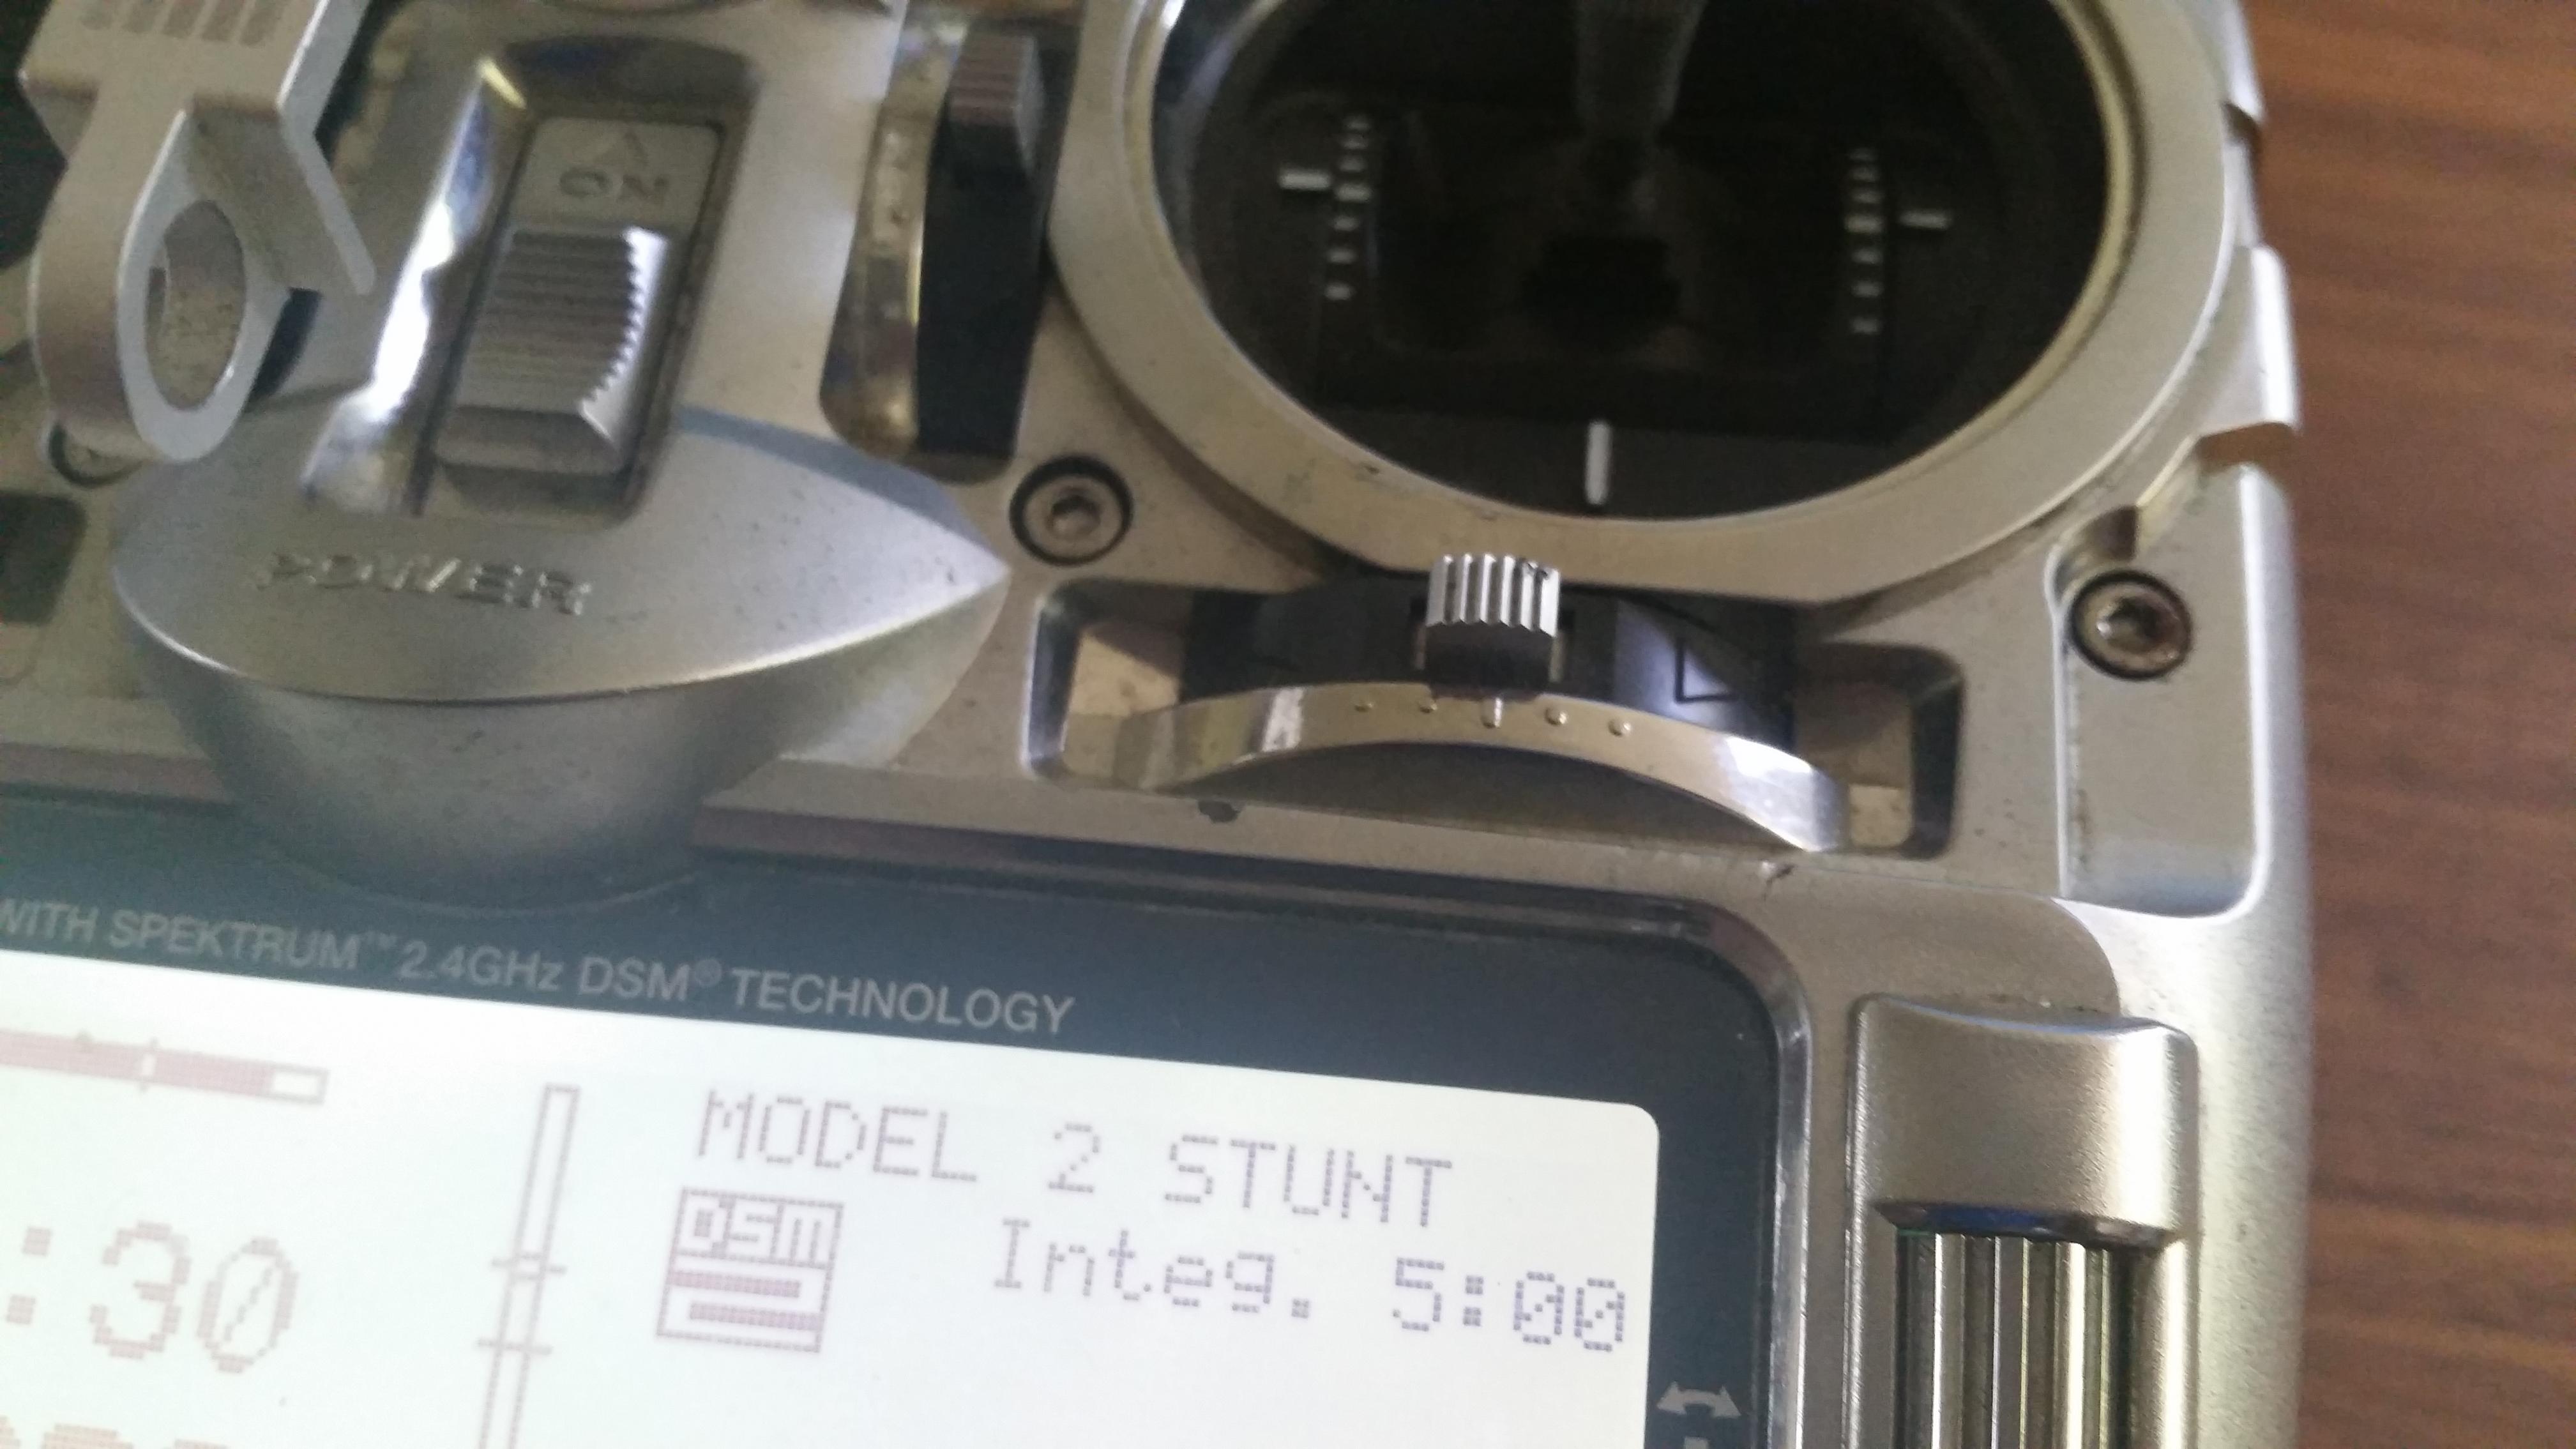 ON
POWER
WITH SPEKTRUM™ 2.4GHz DSM® TECHNOLOGY
MODEL 2 STUNT
DSM
Integ. 5:00
:30